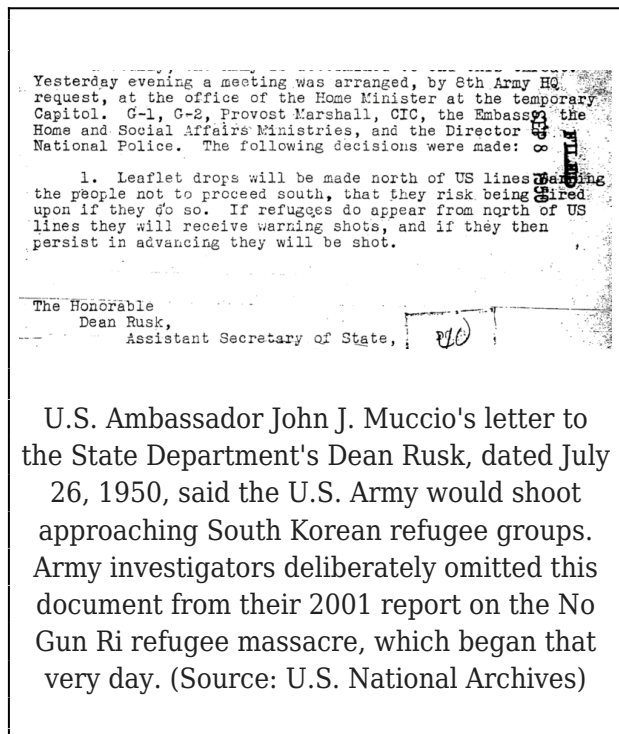 Yesterday evening a meeting was arranged, by 8th Army HQ
request, at the office of the Home Minister at the temporary
Capitol. G-1, G-2, Provost Marshall, CIC, the Embassy, the
Home and Social Affairs Ministries, and the Director
National Police. The following decisions were made:
1. Leaflet drops will be made north of US lines warning
the people not to proceed south, that they risk being fired
upon if they do so. If refugees do appear from north of US
lines they will receive warning shots, and if they then
persist in advancing they will be shot.
FILED
SEP 8 1950
The Honorable
Dean Rusk,
Assistant Secretary of State,
U.S. Ambassador John J. Muccio's letter to
the State Department's Dean Rusk, dated July
26, 1950, said the U.S. Army would shoot
approaching South Korean refugee groups.
Army investigators deliberately omitted this
document from their 2001 report on the No
Gun Ri refugee massacre, which began that
very day. (Source: U.S. National Archives)